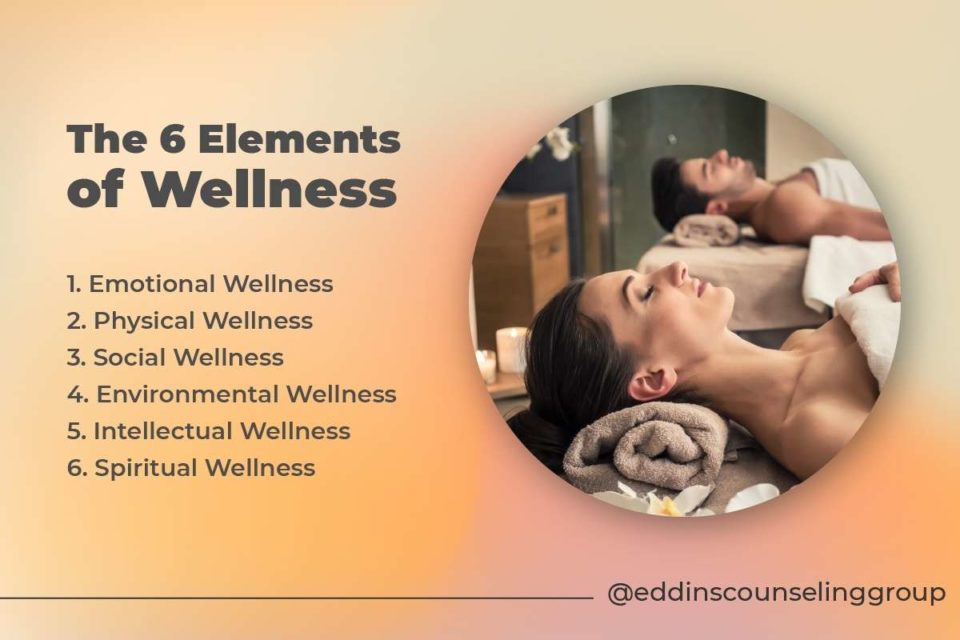 The 6 Elements
of Wellness
1. Emotional Wellness
2. Physical Wellness
3. Social Wellness
4. Environmental Wellness
5. Intellectual Wellness
6. Spiritual Wellness
@eddinscounselinggroup